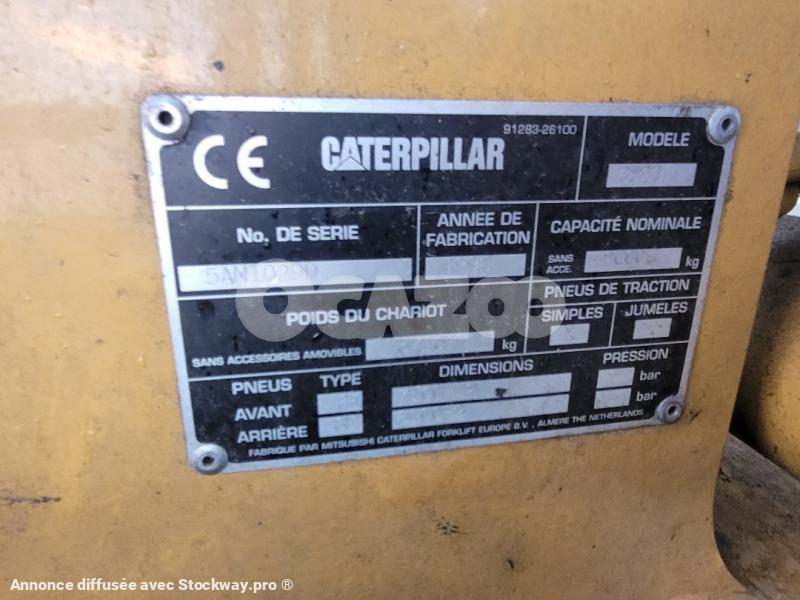 91283-26100
CE CATERPILLAR MODELE
No. DE SERIE
ANNEE DE FABRICATION
CAPACITÉ NOMINALE
5AN10290
SANS ACCE. kg
OCAZOO
PNEUS DE TRACTION
POIDS DU CHARIOT
SIMPLES JUMELES
SANS ACCESSOIRES AMOVIBLES kg
PNEUS TYPE DIMENSIONS PRESSION
AVANT bar
ARRIÈRE bar
FABRIQUE PAR MITSUBISHI CATERPILLAR FORKLIFT EUROPE B.V. , ALMERE THE NETHERLANDS
Annonce diffusée avec Stockway.pro ®